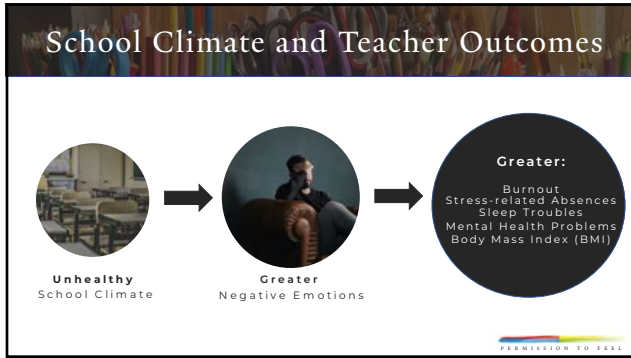 School Climate and Teacher Outcomes
Unhealthy
School Climate
Greater
Negative Emotions
Greater:
Burnout
Stress-related Absences
Sleep Troubles
Mental Health Problems
Body Mass Index (BMI)
PERMISSION TO FEEL